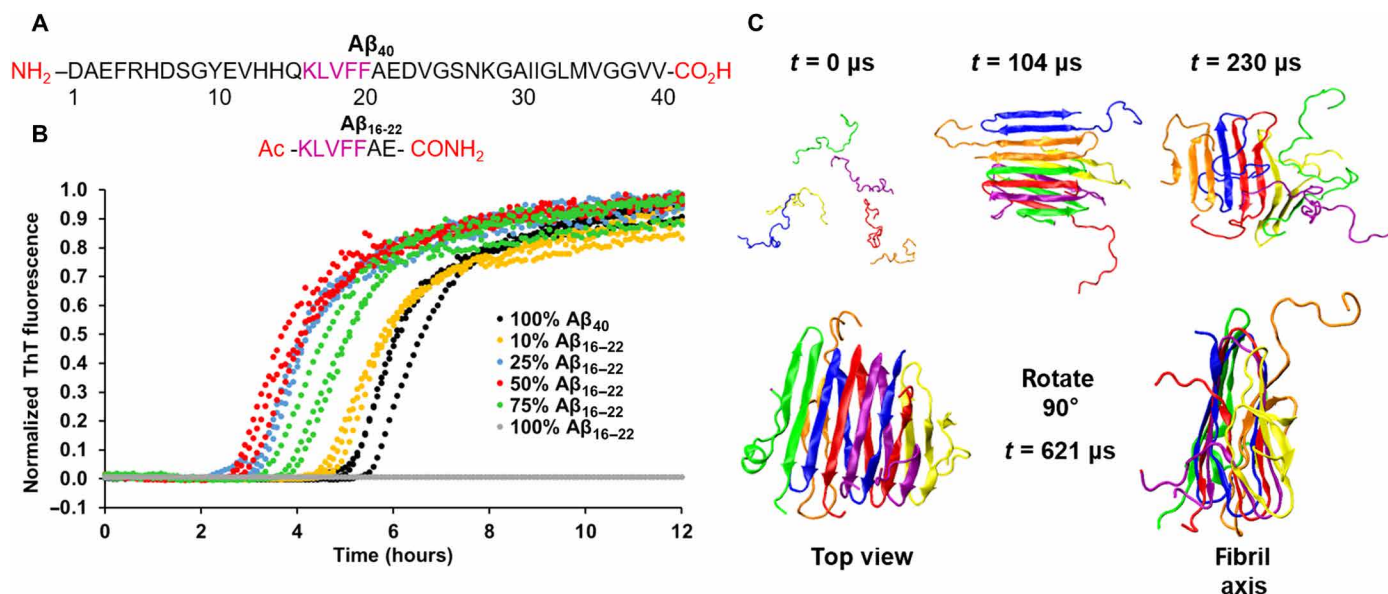 A
Aβ40
NH2 –DAEFRHDSGYEVHHQKLVFFAEDVGSNKGAIIGLMVGGVV-CO2H
1 10 20 30 40
B
Aβ16-22
Ac -KLVFFAE- CONH2
Normalized ThT fluorescence
1.0
0.9
0.8
0.7
0.6
0.5
0.4
0.3
0.2
0.1
0.0
–0.1
0 2 4 6 8 10 12
Time (hours)
100% Aβ40
10% Aβ16–22
25% Aβ16–22
50% Aβ16–22
75% Aβ16–22
100% Aβ16–22
C
t = 0 µs t = 104 µs t = 230 µs
Rotate
90°
t = 621 µs
Top view
Fibril
axis